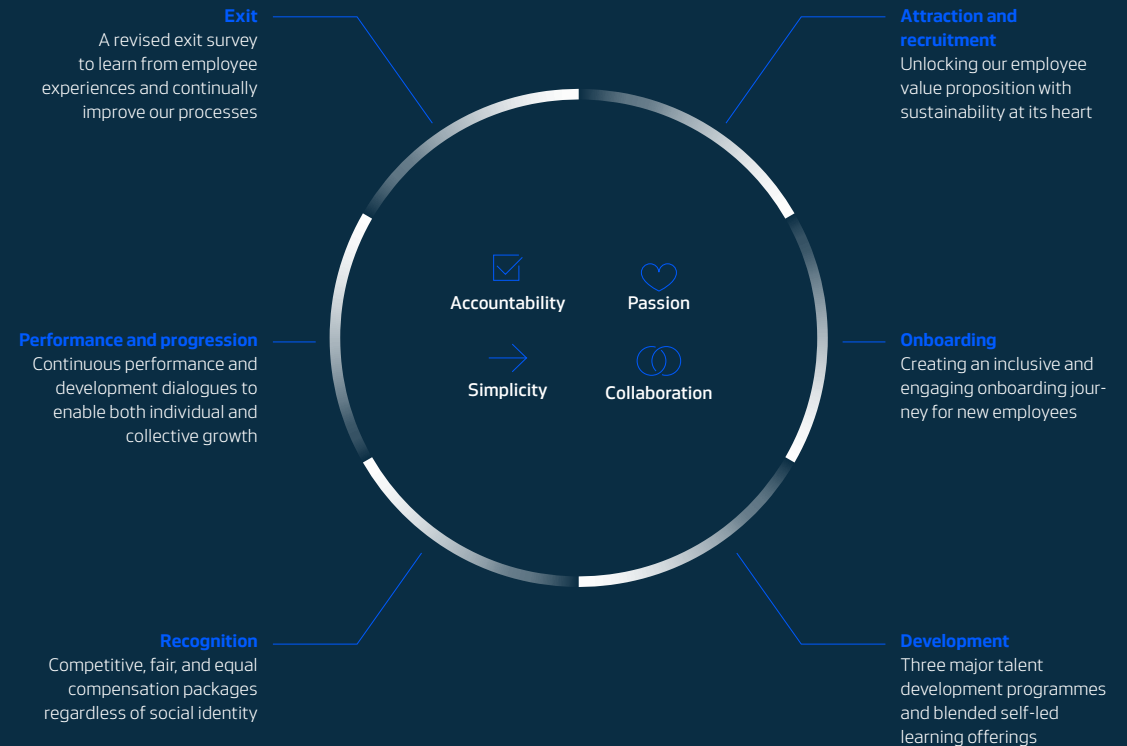 Exit
A revised exit survey
to learn from employee
experiences and continually
improve our processes
Attraction and
recruitment
Unlocking our employee
value proposition with
sustainability at its heart
Accountability
Passion
Simplicity
Collaboration
Performance and progression
Continuous performance and
development dialogues to
enable both individual and
collective growth
Onboarding
Creating an inclusive and
engaging onboarding jour-
ney for new employees
Recognition
Competitive, fair, and equal
compensation packages
regardless of social identity
Development
Three major talent
development programmes
and blended self-led
learning offerings